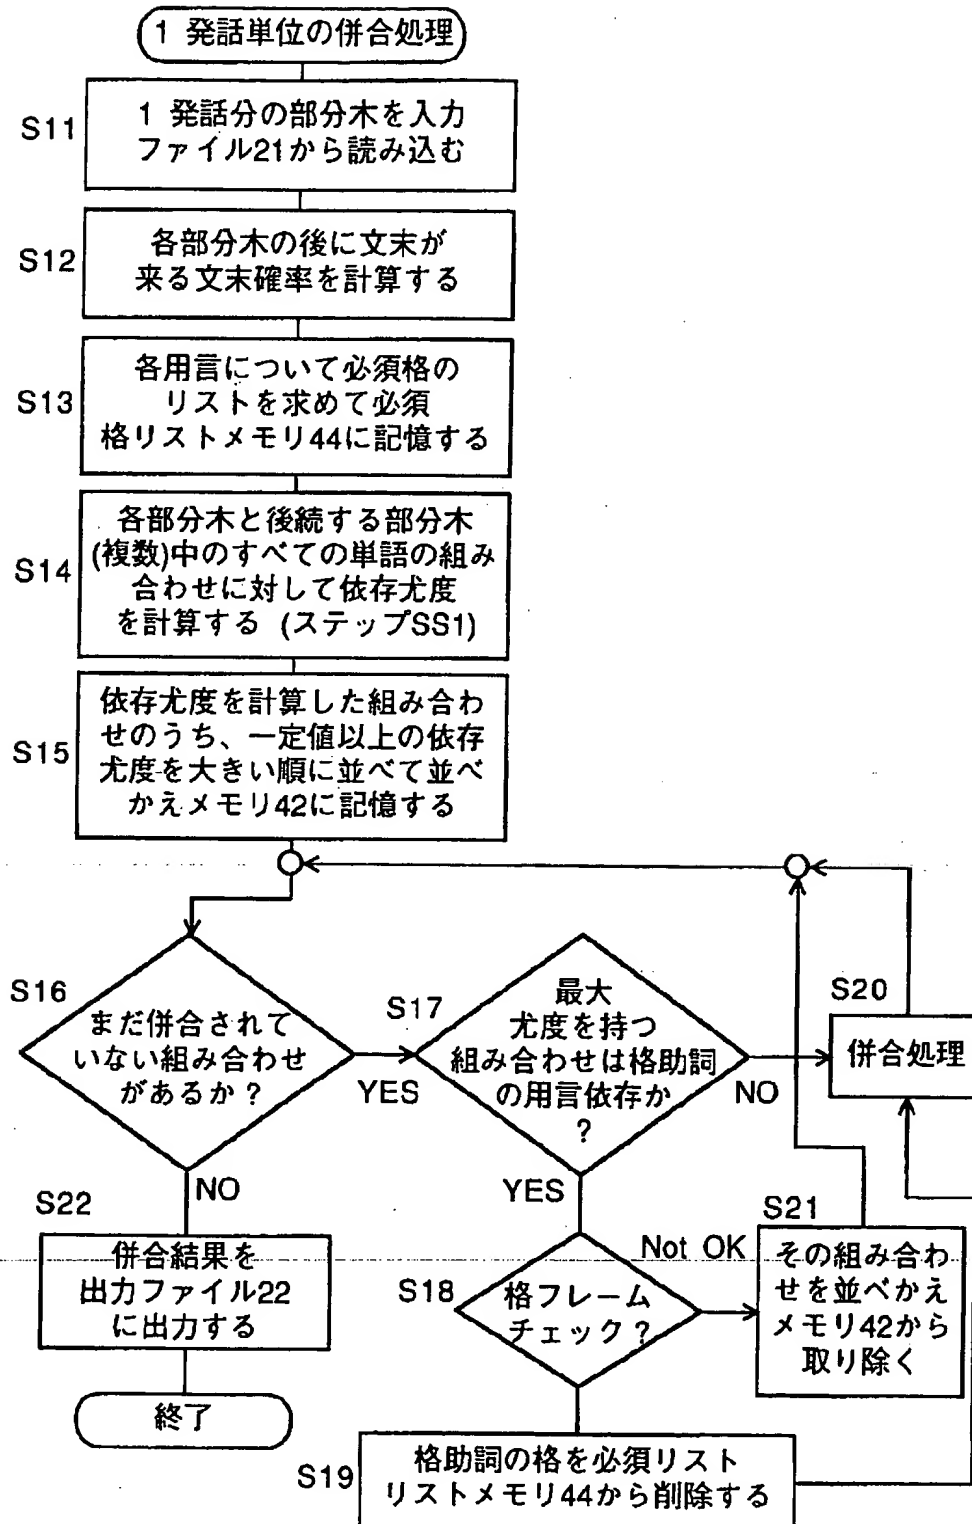 1 発話単位の併合処理
S11
1 発話分の部分木を入力
ファイル21から読み込む
S12
各部分木の後に文末が
来る文末確率を計算する
S13
各用言について必須格の
リストを求めて必須
格リストメモリ44に記憶する
S14
各部分木と後続する部分木
(複数)中のすべての単語の組み
合わせに対して依存尤度
を計算する (ステップSS1)
S15
依存尤度を計算した組み合わ
せのうち、一定値以上の依存
尤度を大きい順に並べて並べ
かえメモリ42に記憶する
S16
まだ併合されて
いない組み合わせ
があるか？
YES
NO
S17
最大
尤度を持つ
組み合わせは格助詞
の用言依存か
？
NO
YES
S20
併合処理
S22
併合結果を
出力ファイル22
に出力する
終了
S18
格フレーム
チェック？
Not OK
S21
その組み合わ
せを並べかえ
メモリ42から
取り除く
S19
格助詞の格を必須リスト
リストメモリ44から削除する